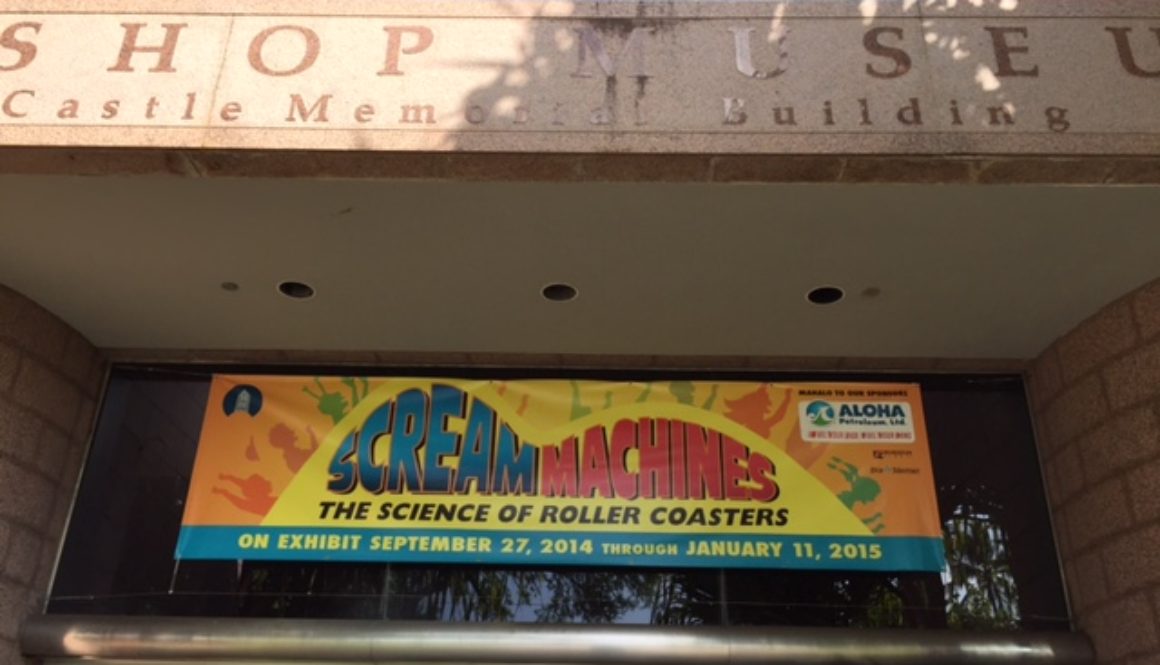 SHOP MUSEU
Castle Memorial Building
MAHALO TO OUR SPONSORS
ALOHA
Petroleum, Ltd.
SCREAM MACHINES
THE SCIENCE OF ROLLER COASTERS
ON EXHIBIT SEPTEMBER 27, 2014 THROUGH JANUARY 11, 2015